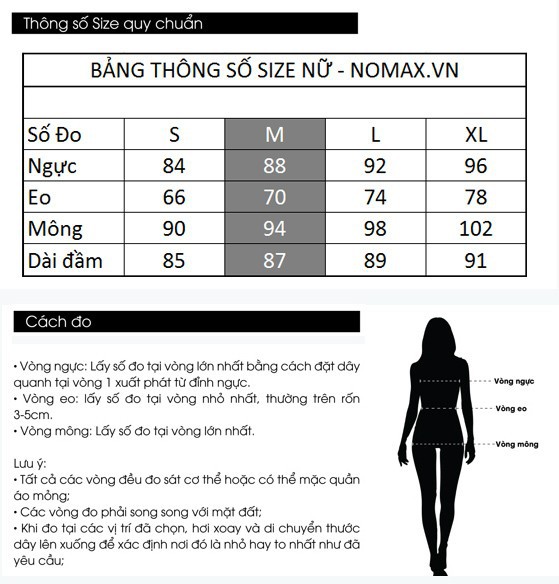 Thông số Size quy chuẩn
BẢNG THÔNG SỐ SIZE NỮ - NOMAX.VN
Số Đo S M L XL
Ngực 84 88 92 96
Eo 66 70 74 78
Mông 90 94 98 102
Dài đầm 85 87 89 91
Cách đo
• Vòng ngực: Lấy số đo tại vòng lớn nhất bằng cách đặt dây
quanh tại vòng 1 xuất phát từ đỉnh ngực.
• Vòng eo: lấy số đo tại vòng nhỏ nhất, thường trên rốn
3-5cm.
• Vòng mông: Lấy số đo tại vòng lớn nhất.
Vòng ngực
Vòng eo
Vòng mông
Lưu ý:
• Tất cả các vòng đều đo sát cơ thể hoặc có thể mặc quần
áo mỏng;
• Các vòng đo phải song song với mặt đất;
• Khi đo tại các vị trí đã chọn, hơi xoay và di chuyển thước
dây lên xuống để xác định nơi đó là nhỏ hay to nhất như đã
yêu cầu;